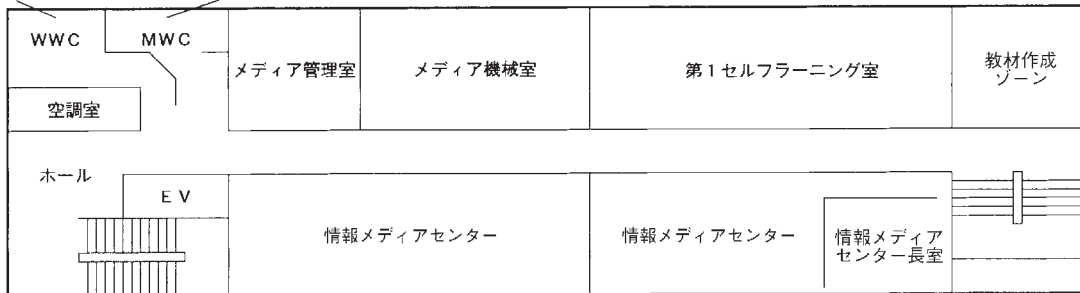 WWC
MWC
メディア管理室
メディア機械室
第1セルフラーニング室
教材作成
ゾーン
空調室
ホール
EV
情報メディアセンター
情報メディアセンター
情報メディア
センター長室